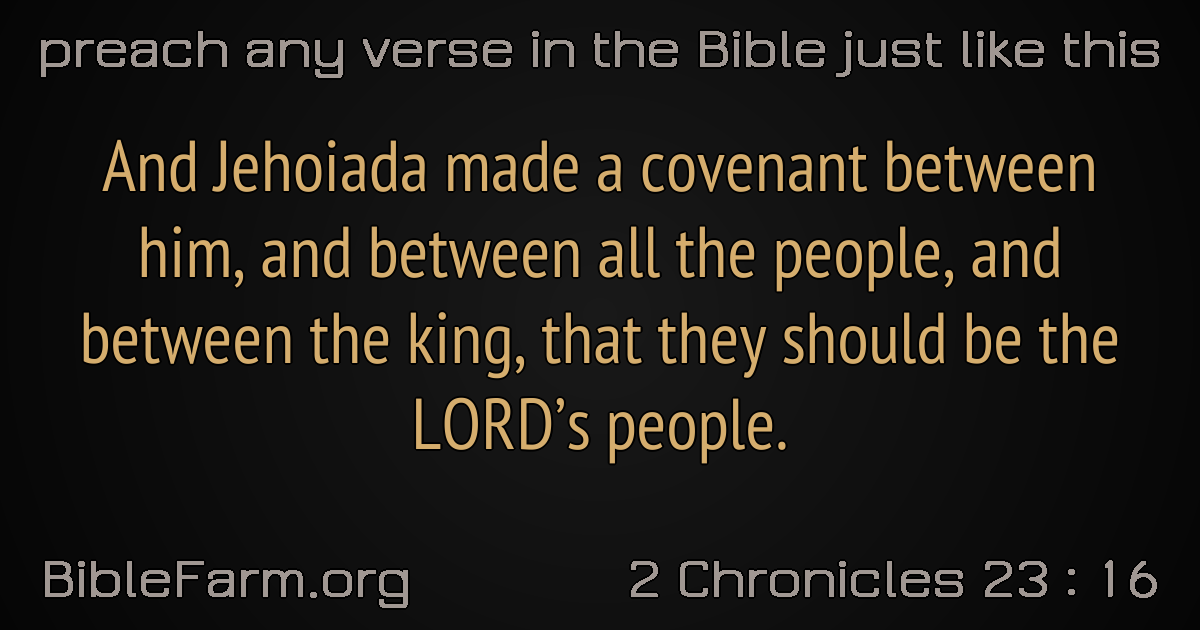 preach any verse in the Bible just like this
And Jehoiada made a covenant between
him, and between all the people, and
between the king, that they should be the
LORD’s people.
BibleFarm.org
2 Chronicles 23 : 16